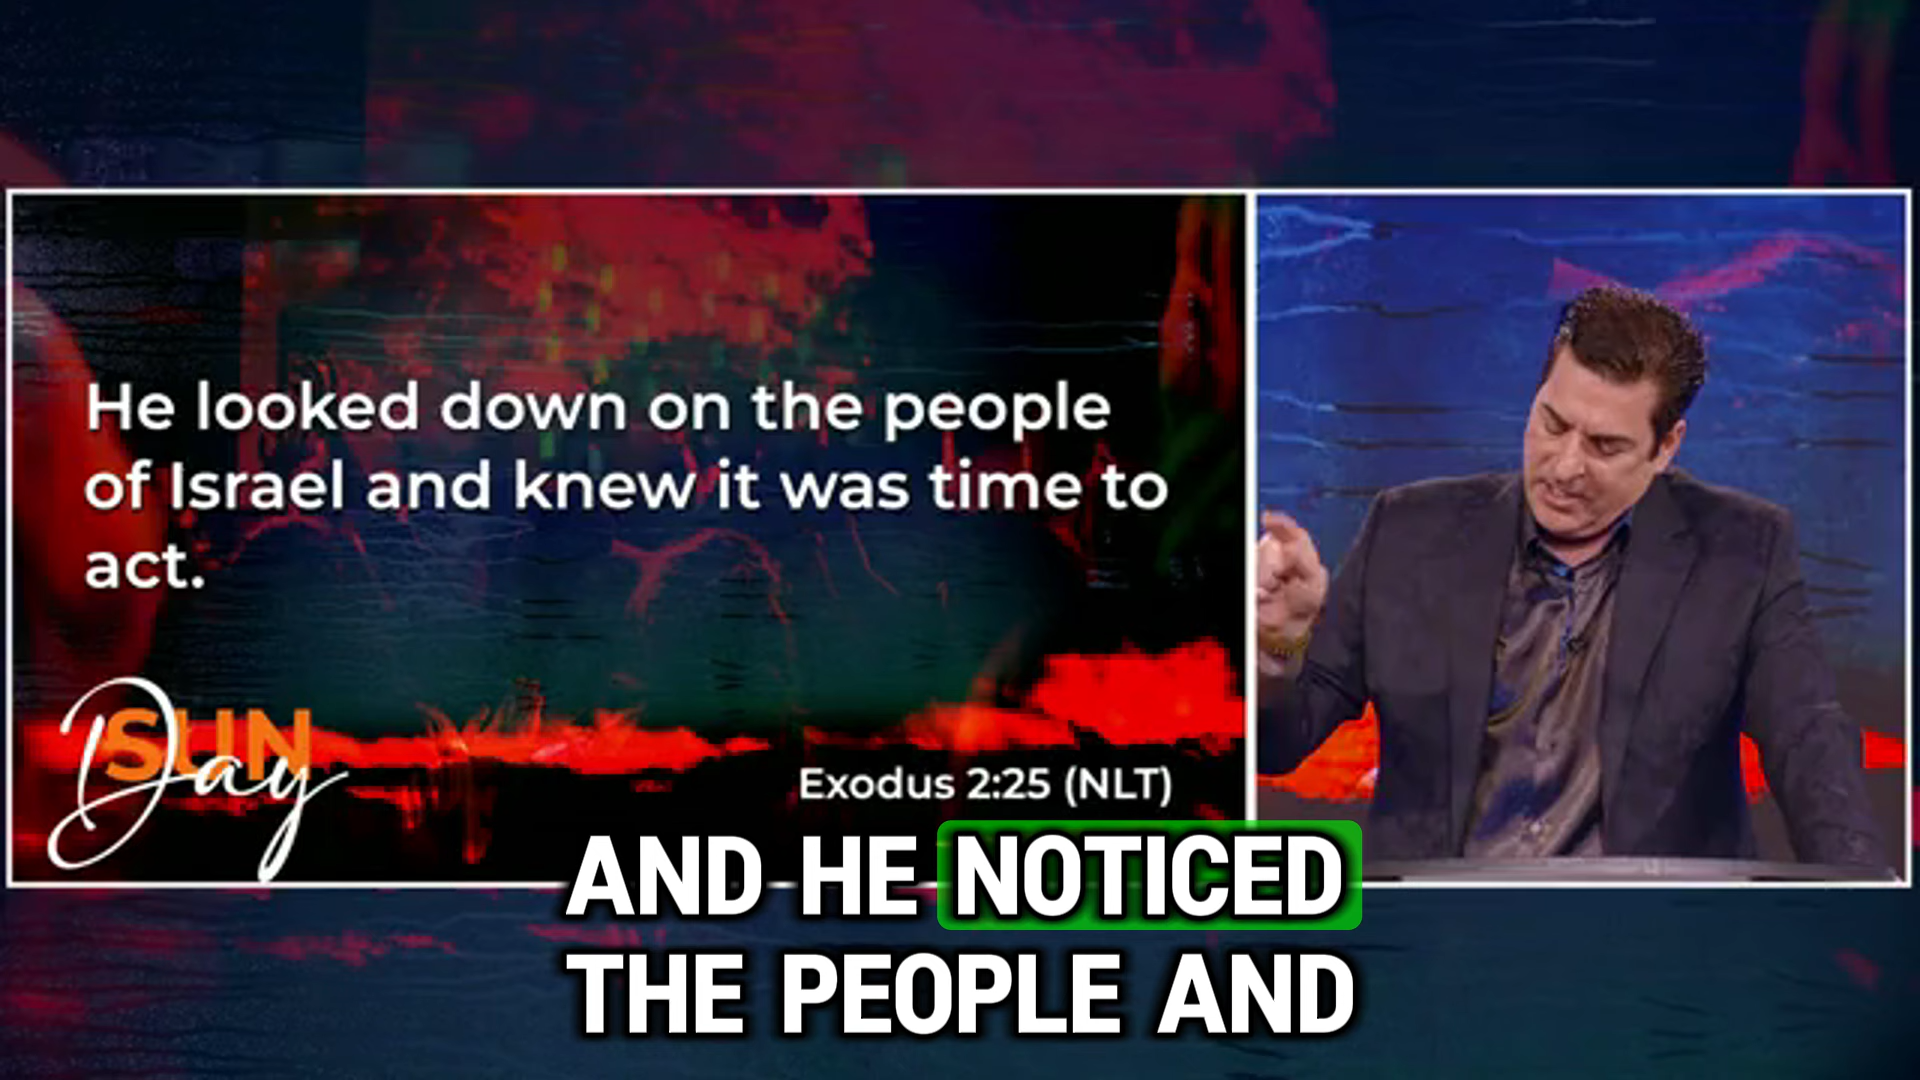 He looked down on the people
of Israel and knew it was time to
act.
SUN
Day
Exodus 2:25 (NLT)
AND HE NOTICED
THE PEOPLE AND